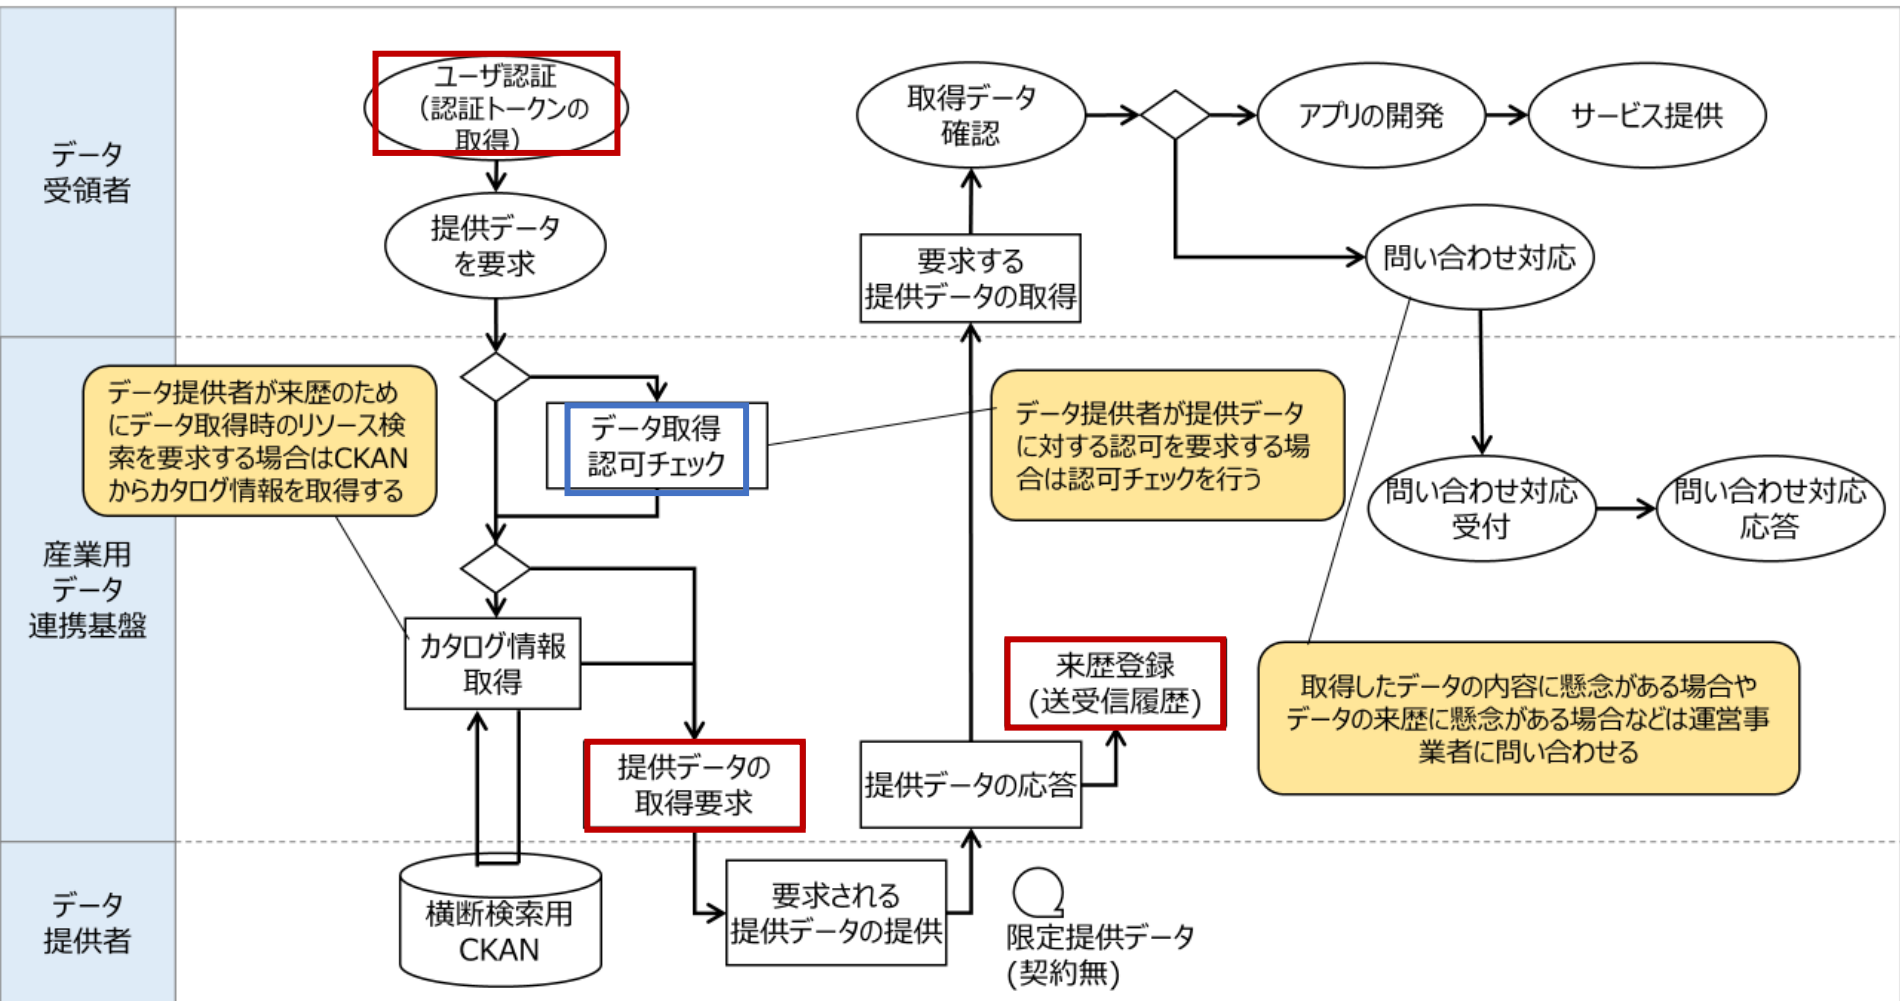 データ
受領者
ユーザ認証
（認証トークンの
取得）
提供データ
を要求
取得データ
確認
アプリの開発
サービス提供
要求する
提供データの取得
問い合わせ対応
産業用
データ
連携基盤
データ提供者が来歴のため
にデータ取得時のリソース検
索を要求する場合はCKAN
からカタログ情報を取得する
データ取得
認可チェック
データ提供者が提供データ
に対する認可を要求する場
合は認可チェックを行う
問い合わせ対応
受付
問い合わせ対応
応答
カタログ情報
取得
提供データの
取得要求
来歴登録
(送受信履歴)
提供データの応答
取得したデータの内容に懸念がある場合や
データの来歴に懸念がある場合などは運営事
業者に問い合わせる
データ
提供者
横断検索用
CKAN
要求される
提供データの提供
限定提供データ
(契約無)